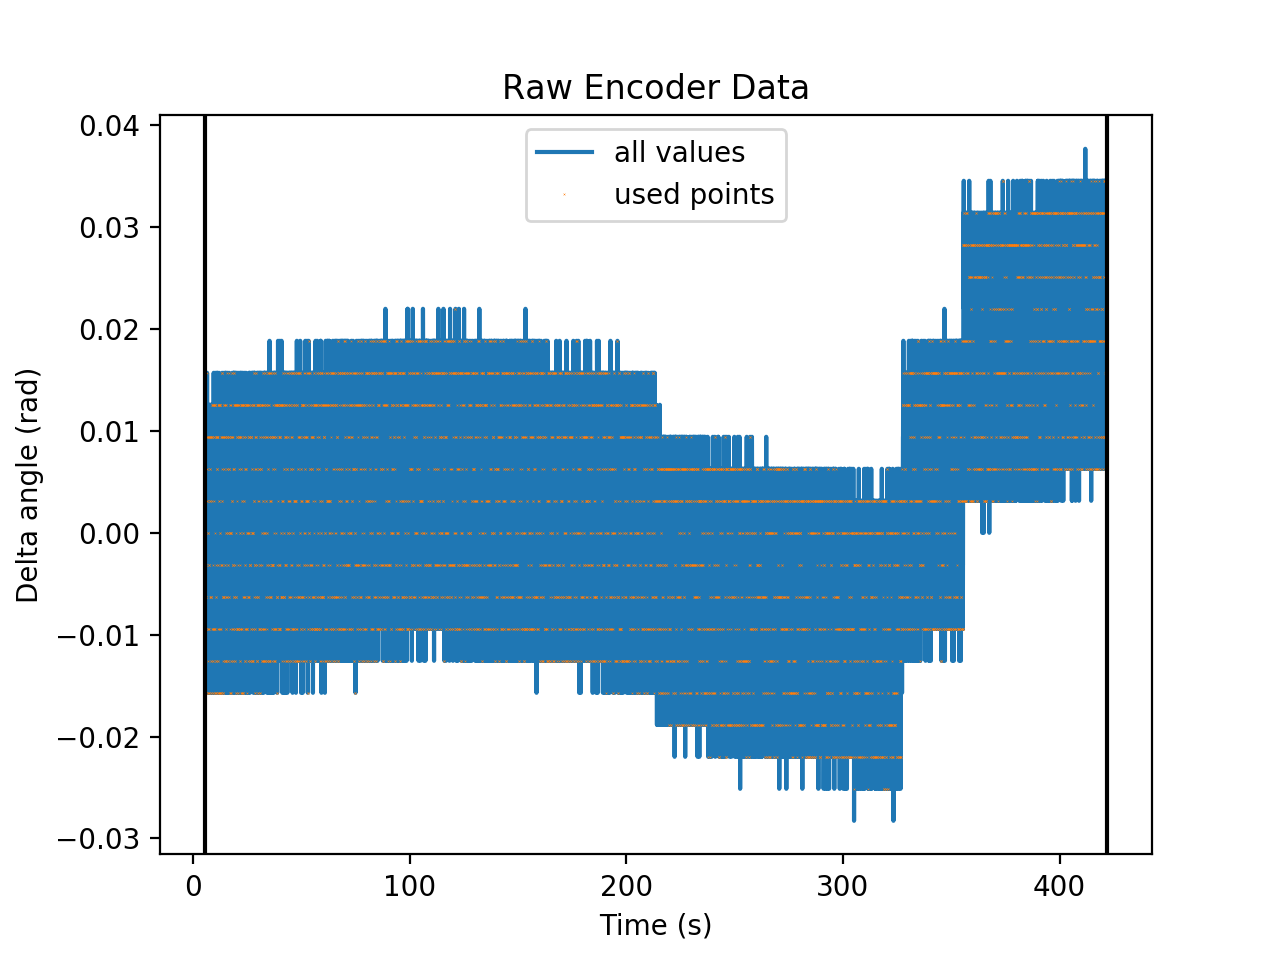 Raw Encoder Data
all values
used points
Delta angle (rad)
0.04
0.03
0.02
0.01
0.00
−0.01
−0.02
−0.03
0 100 200 300 400
Time (s)